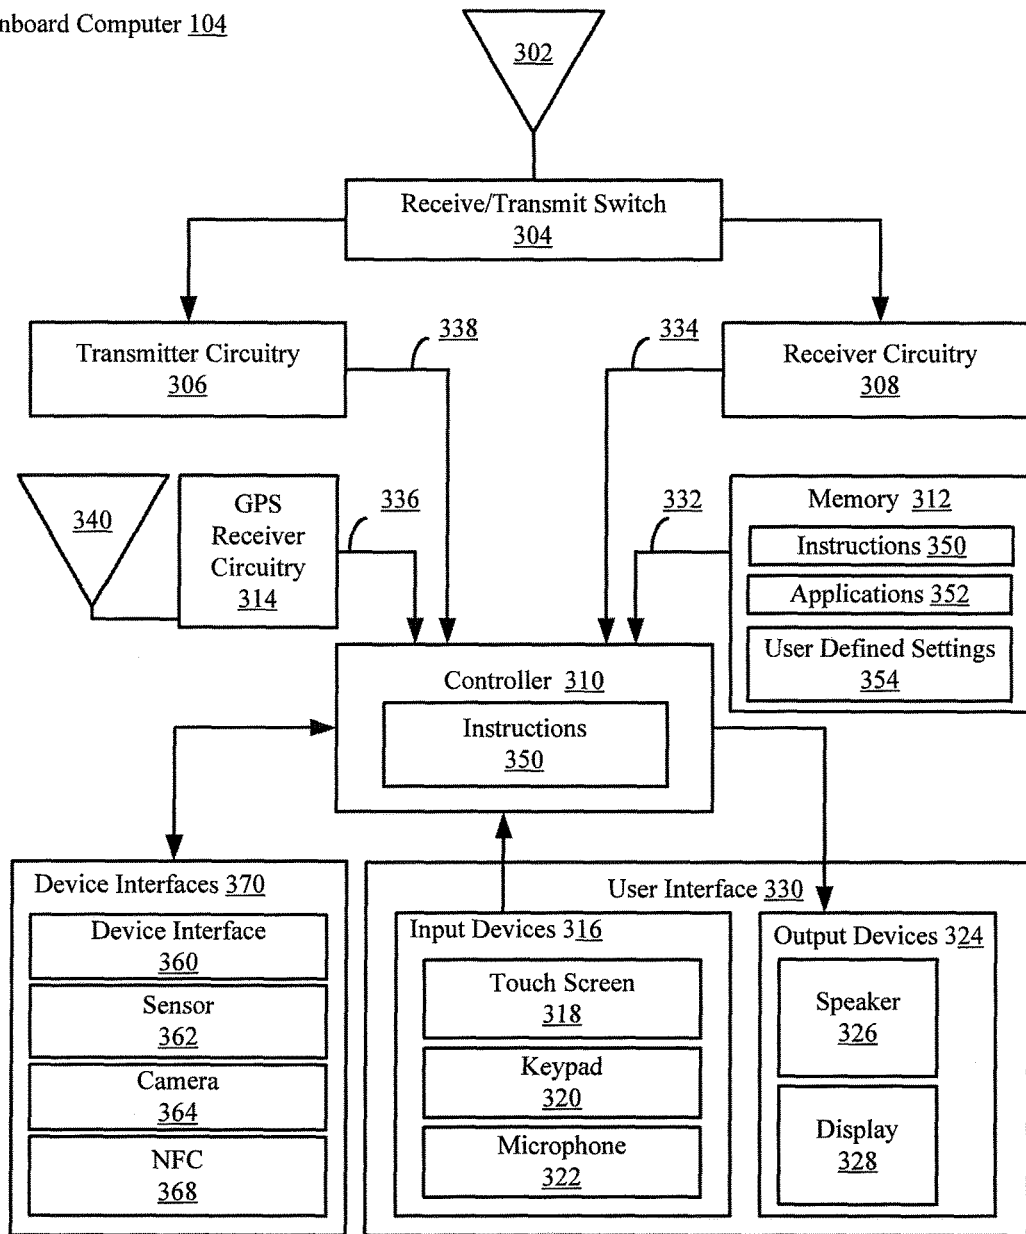 nboard Computer 104
302
Receive/Transmit Switch
304
Transmitter Circuitry
306
338
334
Receiver Circuitry
308
340
GPS
Receiver
Circuitry
314
336
332
Memory 312
Instructions 350
Applications 352
User Defined Settings
354
Controller 310
Instructions
350
Device Interfaces 370
Device Interface
360
Sensor
362
Camera
364
NFC
368
User Interface 330
Input Devices 316
Touch Screen
318
Keypad
320
Microphone
322
Output Devices 324
Speaker
326
Display
328